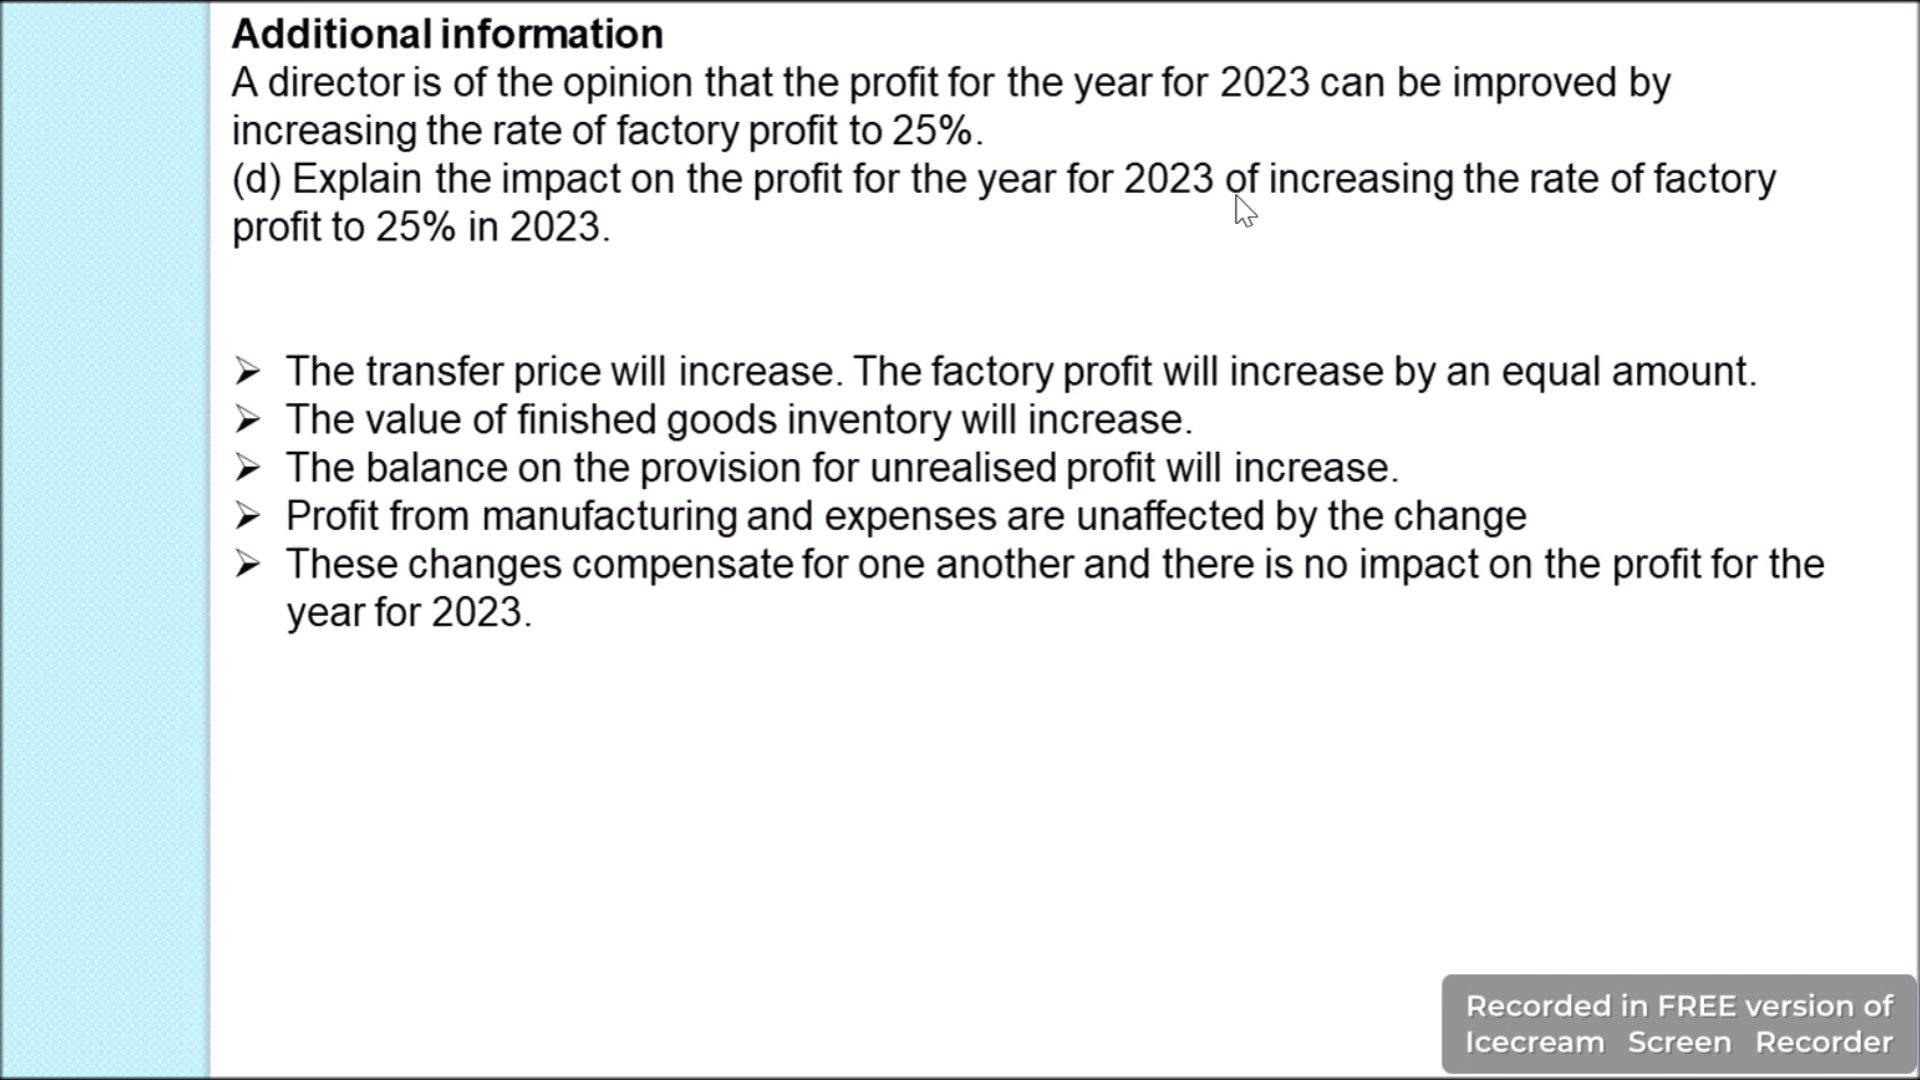 Additional information
A director is of the opinion that the profit for the year for 2023 can be improved by
increasing the rate of factory profit to 25%.
(d) Explain the impact on the profit for the year for 2023 of increasing the rate of factory
profit to 25% in 2023.
➢ The transfer price will increase. The factory profit will increase by an equal amount.
➢ The value of finished goods inventory will increase.
➢ The balance on the provision for unrealised profit will increase.
➢ Profit from manufacturing and expenses are unaffected by the change
➢ These changes compensate for one another and there is no impact on the profit for the
year for 2023.
Recorded in FREE version of
Icecream Screen Recorder